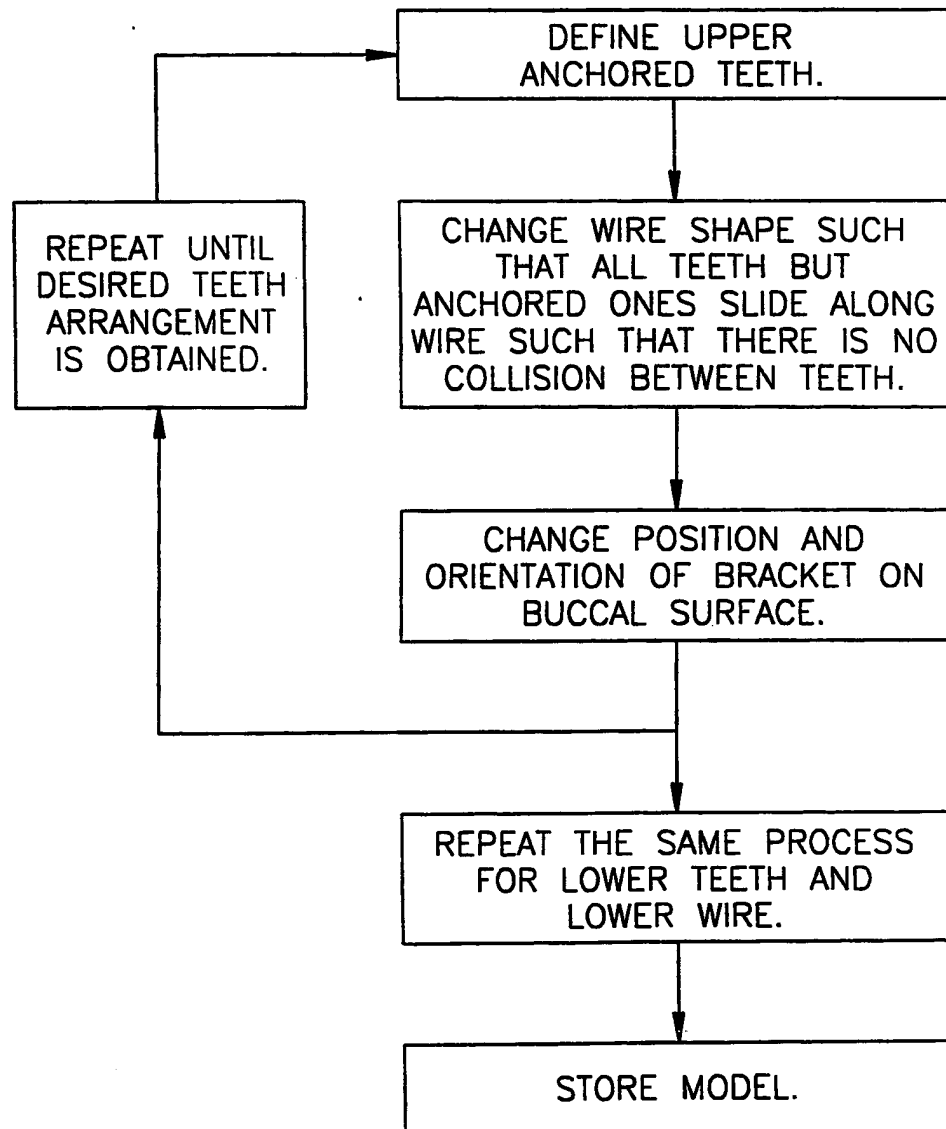 DEFINE UPPER
ANCHORED TEETH.
CHANGE WIRE SHAPE SUCH
THAT ALL TEETH BUT
ANCHORED ONES SLIDE ALONG
WIRE SUCH THAT THERE IS NO
COLLISION BETWEEN TEETH.
REPEAT UNTIL
DESIRED TEETH
ARRANGEMENT
IS OBTAINED.
CHANGE POSITION AND
ORIENTATION OF BRACKET ON
BUCCAL SURFACE.
REPEAT THE SAME PROCESS
FOR LOWER TEETH AND
LOWER WIRE.
STORE MODEL.